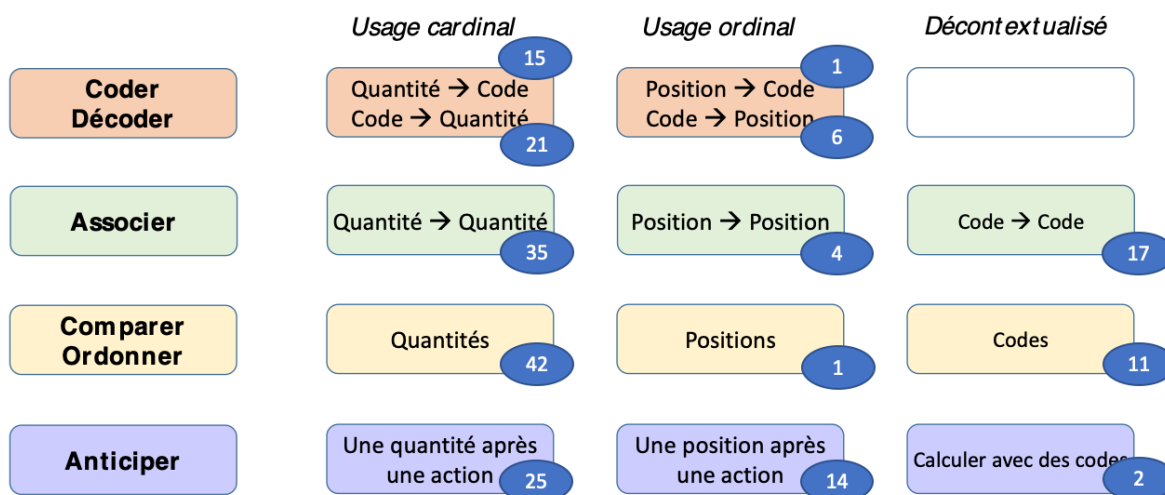 Usage cardinal
Usage ordinal
Décontextualisé
Coder
Décoder
15
Quantité → Code
Code → Quantité
21
1
Position → Code
Code → Position
6
Associer
Quantité → Quantité
35
Position → Position
4
Code → Code
17
Comparer
Ordonner
Quantités
42
Positions
1
Codes
11
Anticiper
Une quantité après
une action
25
Une position après
une action
14
Calculer avec des codes
2